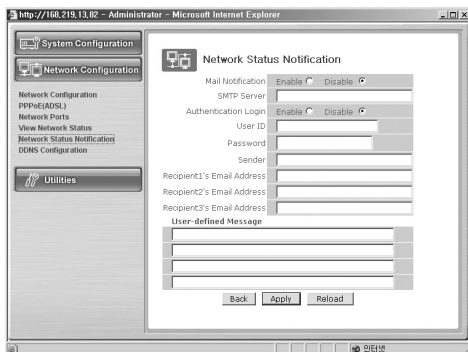 http://168,219,13,82 - Administrator - Microsoft Internet Explorer
System Configuration
Network Configuration
Network Configuration
PPPoE(ADSL)
Network Ports
View Network Status
Network Status Notification
DDNS Configuration
Utilities
Network Status Notification
Mail Notification Enable Disable
SMTP Server
Authentication Login Enable Disable
User ID
Password
Sender
Recipient1's Email Address
Recipient2's Email Address
Recipient3's Email Address
User-defined Message
Back Apply Reload
인터넷